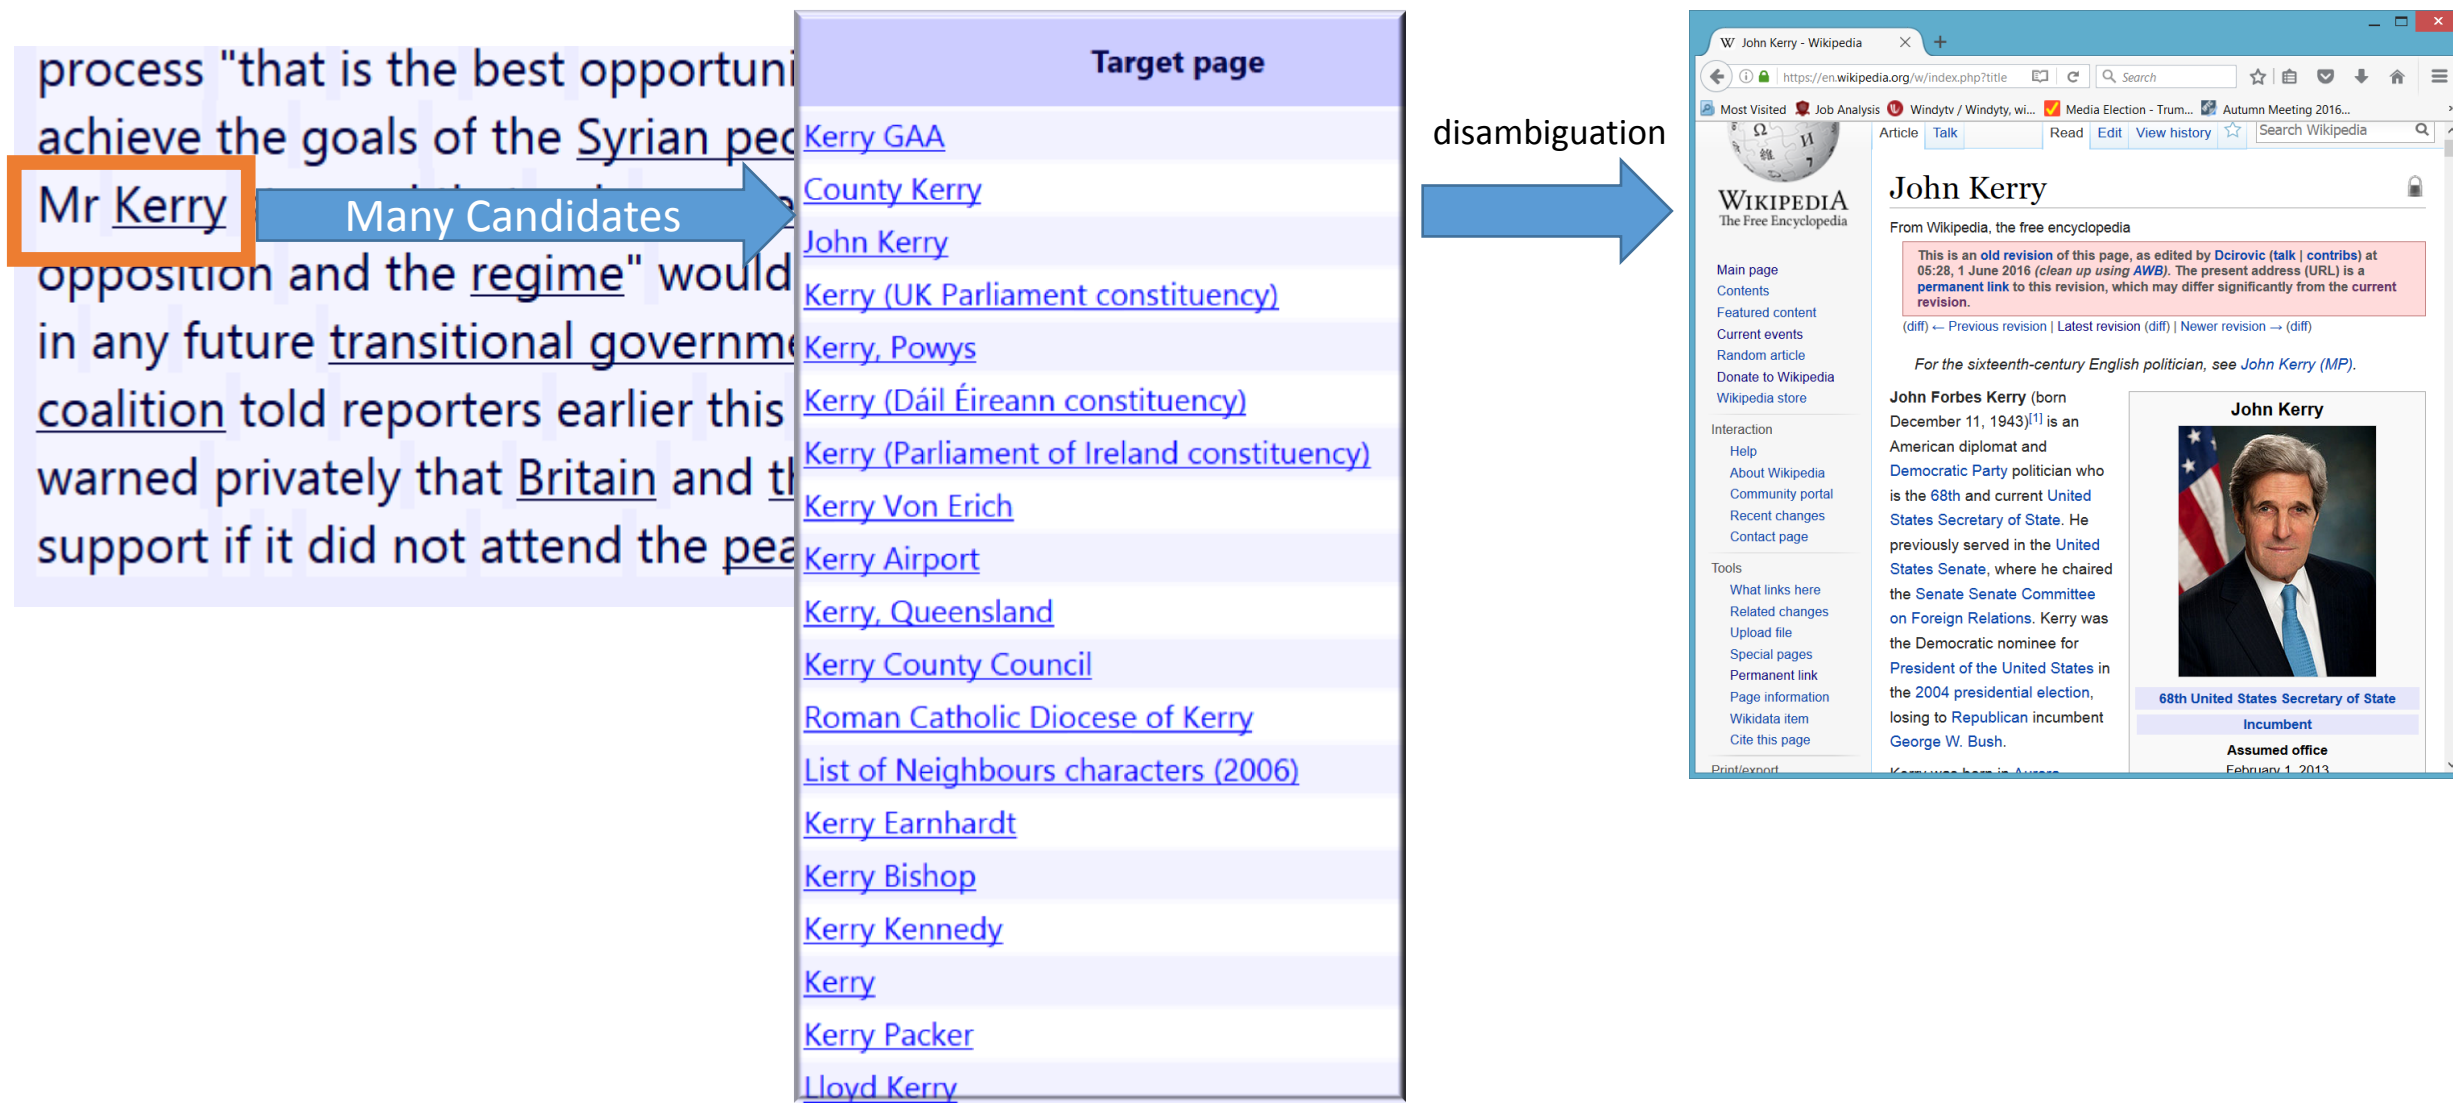 process "that is the best opportuni
achieve the goals of the Syrian peo
Mr Kerry
Many Candidates
opposition and the regime" would
in any future transitional governme
coalition told reporters earlier this
warned privately that Britain and th
support if it did not attend the pea
Target page
Kerry GAA
County Kerry
John Kerry
Kerry (UK Parliament constituency)
Kerry, Powys
Kerry (Dáil Éireann constituency)
Kerry (Parliament of Ireland constituency)
Kerry Von Erich
Kerry Airport
Kerry, Queensland
Kerry County Council
Roman Catholic Diocese of Kerry
List of Neighbours characters (2006)
Kerry Earnhardt
Kerry Bishop
Kerry Kennedy
Kerry
Kerry Packer
Lloyd Kerry
disambiguation
W John Kerry - Wikipedia
https://en.wikipedia.org/w/index.php?title
Search
Most Visited Job Analysis Windytv / Windyty, wi... Media Election - Trum... Autumn Meeting 2016...
WIKIPEDIA
The Free Encyclopedia
Main page
Contents
Featured content
Current events
Random article
Donate to Wikipedia
Wikipedia store
Interaction
Help
About Wikipedia
Community portal
Recent changes
Contact page
Tools
What links here
Related changes
Upload file
Special pages
Permanent link
Page information
Wikidata item
Cite this page
Print/export
Article Talk Read Edit View history Search Wikipedia
John Kerry
From Wikipedia, the free encyclopedia
This is an old revision of this page, as edited by Dcirovic (talk | contribs) at
05:28, 1 June 2016 (clean up using AWB). The present address (URL) is a
permanent link to this revision, which may differ significantly from the current
revision.
(diff) ← Previous revision | Latest revision (diff) | Newer revision → (diff)
For the sixteenth-century English politician, see John Kerry (MP).
John Forbes Kerry (born
December 11, 1943)[1] is an
American diplomat and
Democratic Party politician who
is the 68th and current United
States Secretary of State. He
previously served in the United
States Senate, where he chaired
the Senate Senate Committee
on Foreign Relations. Kerry was
the Democratic nominee for
President of the United States in
the 2004 presidential election,
losing to Republican incumbent
George W. Bush.
Kerry was born in Aurora
John Kerry
68th United States Secretary of State
Incumbent
Assumed office
February 1, 2013